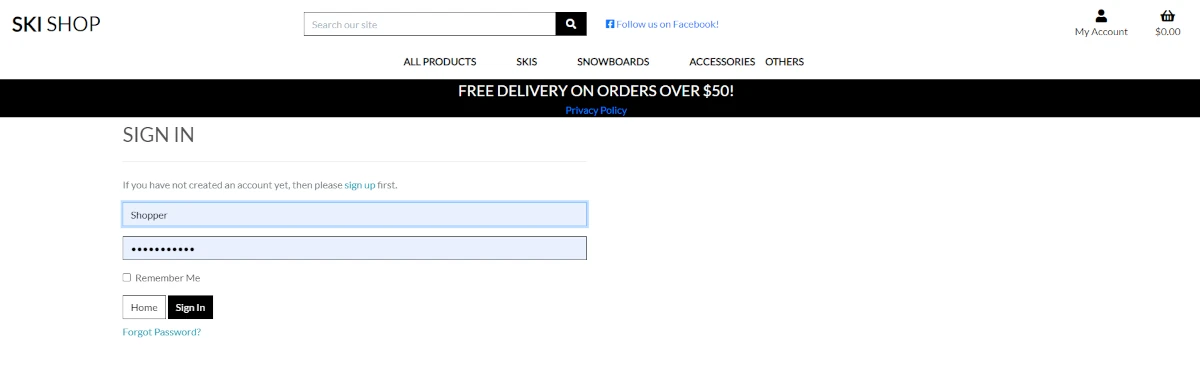 SKI SHOP
Search our site
Follow us on Facebook!
My Account
$0.00
ALL PRODUCTS SKIS SNOWBOARDS ACCESSORIES OTHERS
FREE DELIVERY ON ORDERS OVER $50!
Privacy Policy
SIGN IN
If you have not created an account yet, then please sign up first.
Shopper
•••••••••••
Remember Me
Home Sign In
Forgot Password?